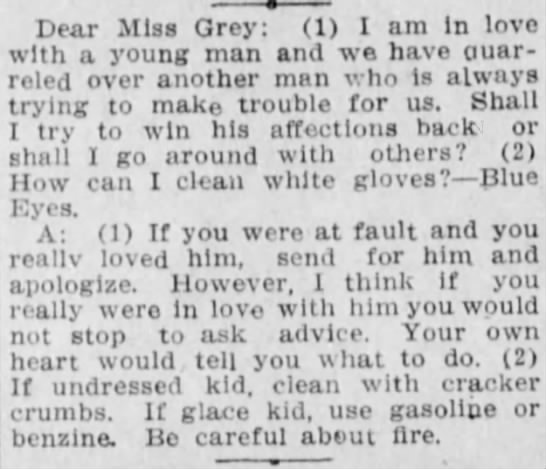 Dear Miss Grey: (1) I am in love
with a young man and we have quar-
reled over another man who is always
trying to make trouble for us. Shall
I try to win his affections back or
shall I go around with others? (2)
How can I clean white gloves?—Blue
Eyes.
A: (1) If you were at fault and you
really loved him, send for him and
apologize. However, I think if you
really were in love with him you would
not stop to ask advice. Your own
heart would tell you what to do. (2)
If undressed kid, clean with cracker
crumbs. If glace kid, use gasoline or
benzine. Be careful about fire.